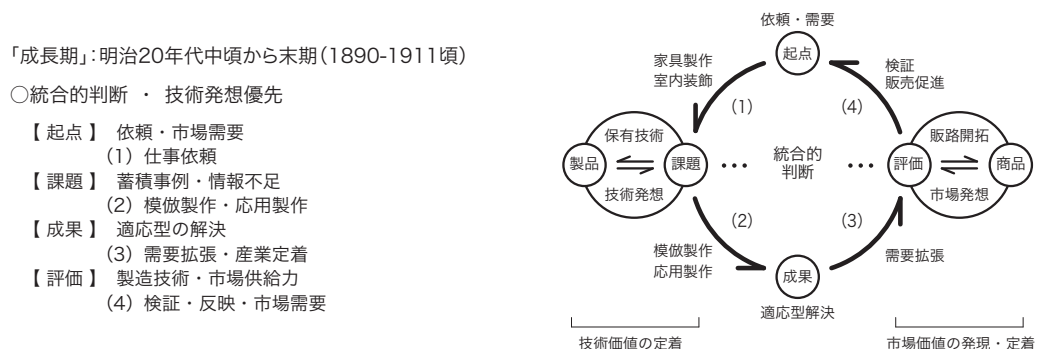 「成長期」：明治20年代中頃から末期（1890-1911頃）
○統合的判断 ・ 技術発想優先
【 起点 】 依頼・市場需要
（1）仕事依頼
【 課題 】 蓄積事例・情報不足
（2）模倣製作・応用製作
【 成果 】 適応型の解決
（3）需要拡張・産業定着
【 評価 】 製造技術・市場供給力
（4）検証・反映・市場需要
依頼・需要
起点
家具製作
室内装飾
（1）
（4）
検証
販売促進
保有技術
製品
課題
技術発想
…
統合的
判断
…
販路開拓
評価
商品
市場発想
（2）
（3）
模倣製作
応用製作
需要拡張
成果
適応型解決
技術価値の定着
市場価値の発現・定着